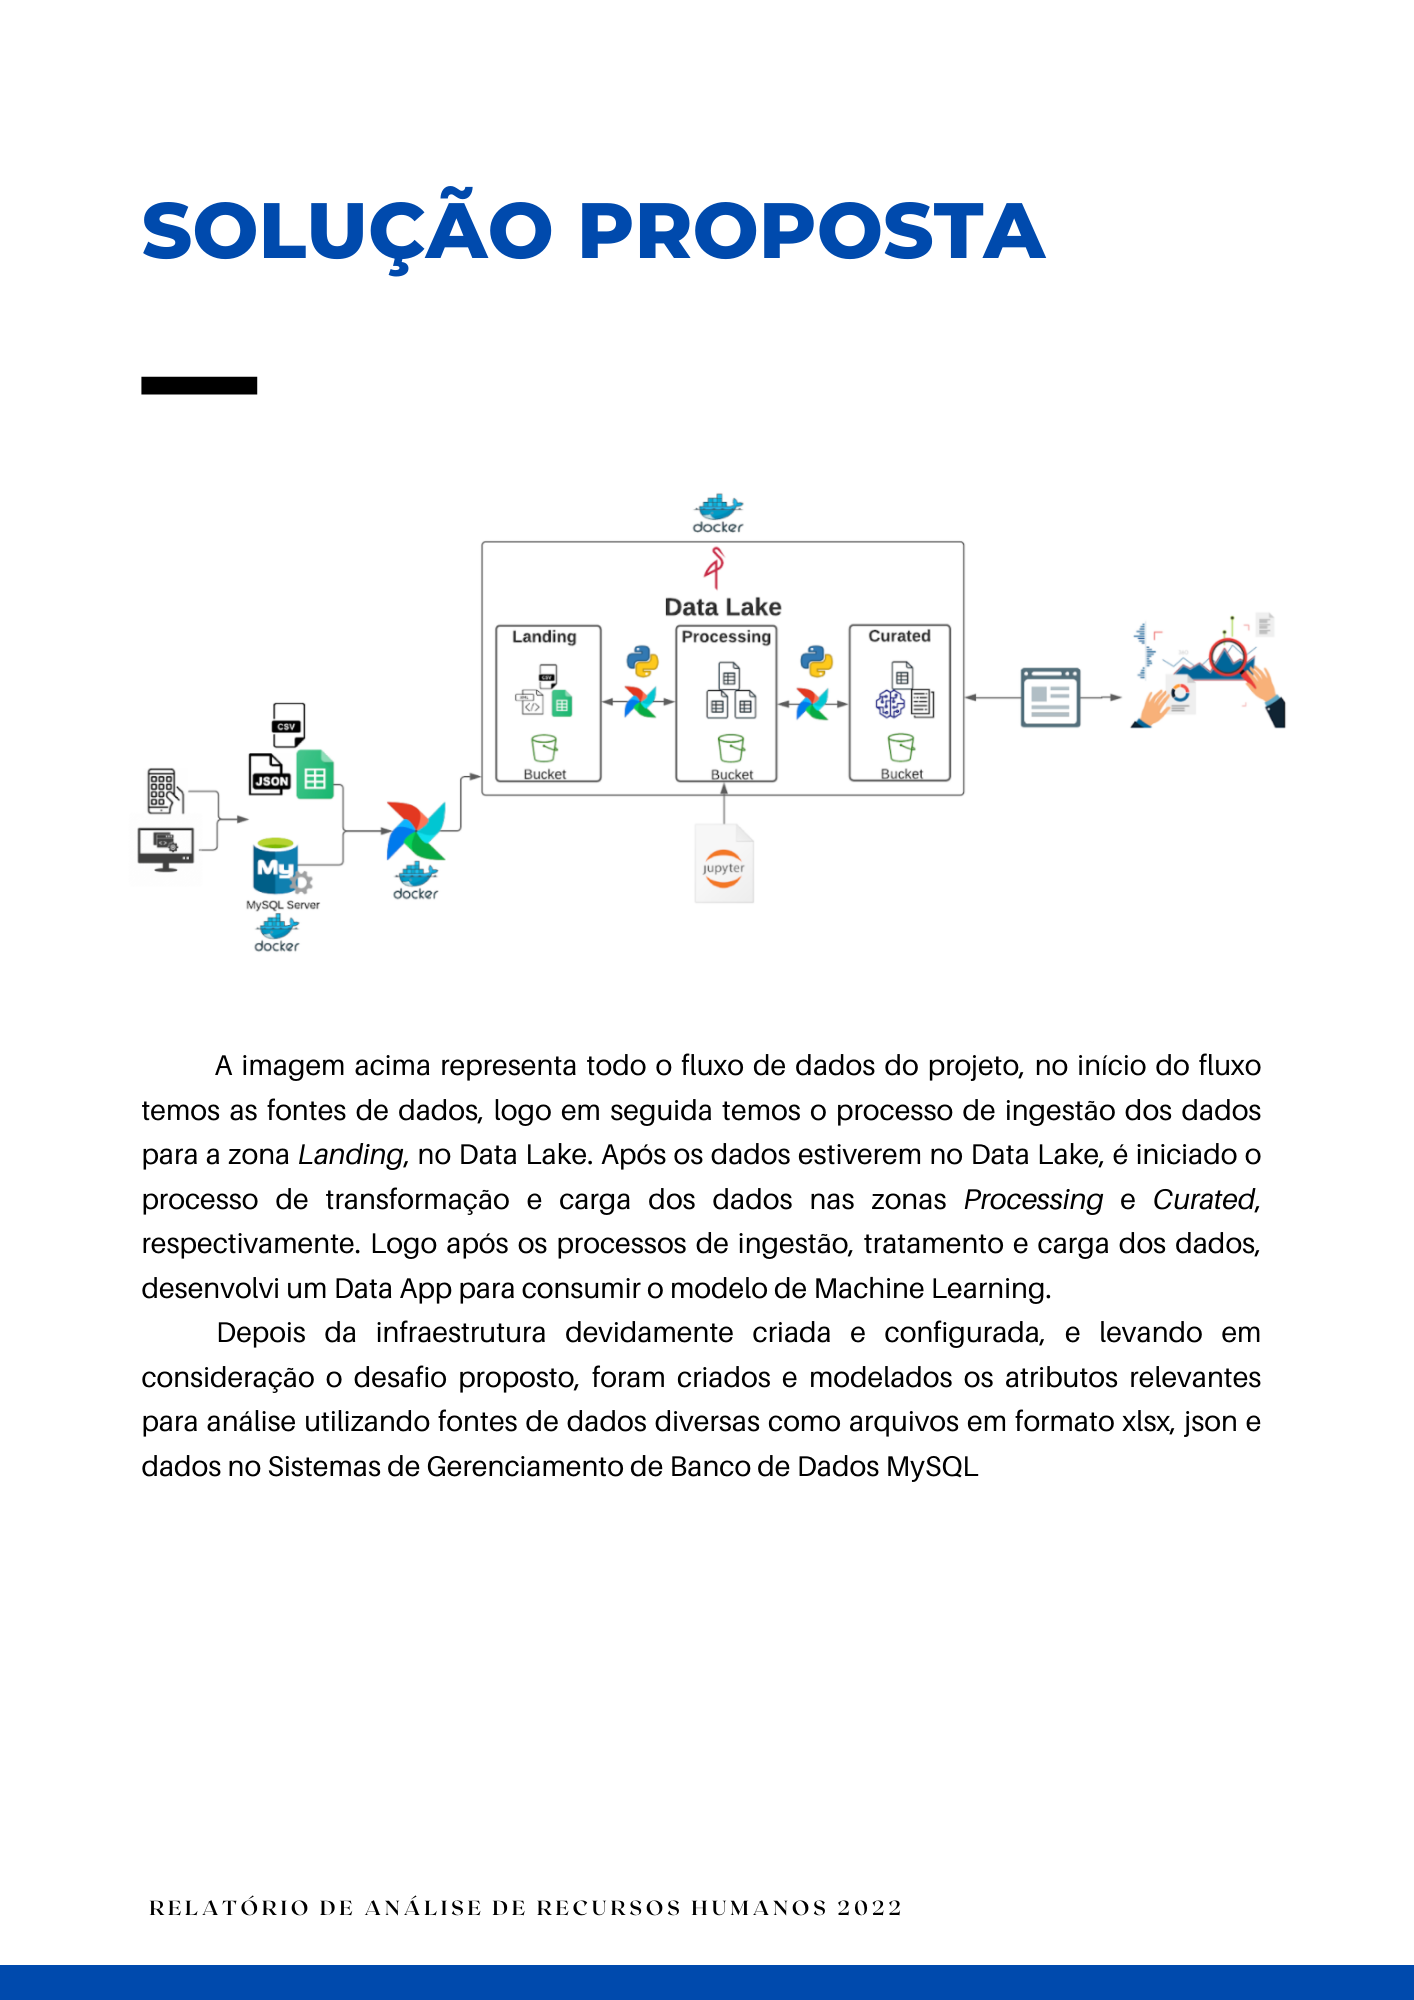 SOLUÇÃO PROPOSTA
docker
Data Lake
Landing
Processing
Curated
CSV
Bucket
Bucket
Bucket
CSV
JSON
My
MySQL Server
docker
docker
jupyter
A imagem acima representa todo o fluxo de dados do projeto, no início do fluxo
temos as fontes de dados, logo em seguida temos o processo de ingestão dos dados
para a zona Landing, no Data Lake. Após os dados estiverem no Data Lake, é iniciado o
processo de transformação e carga dos dados nas zonas Processing e Curated,
respectivamente. Logo após os processos de ingestão, tratamento e carga dos dados,
desenvolvi um Data App para consumir o modelo de Machine Learning.
Depois da infraestrutura devidamente criada e configurada, e levando em
consideração o desafio proposto, foram criados e modelados os atributos relevantes
para análise utilizando fontes de dados diversas como arquivos em formato xlsx, json e
dados no Sistemas de Gerenciamento de Banco de Dados MySQL
RELATÓRIO DE ANÁLISE DE RECURSOS HUMANOS 2022